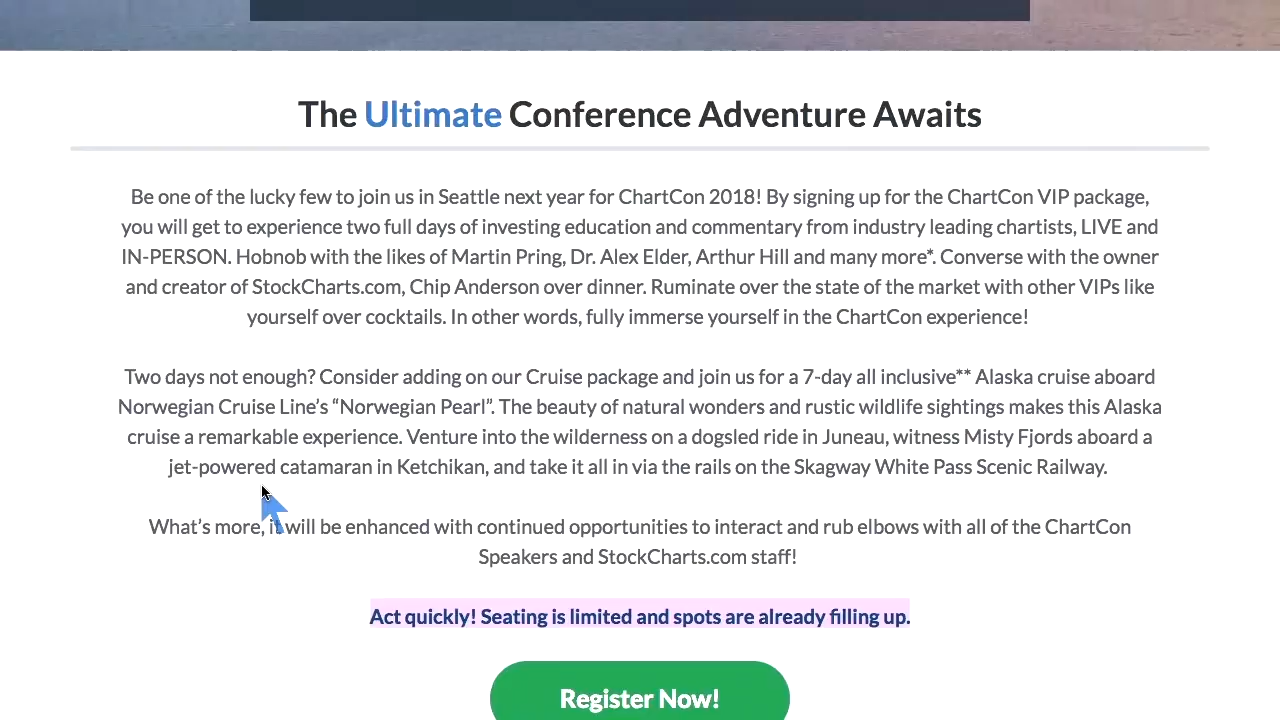 The Ultimate Conference Adventure Awaits
Be one of the lucky few to join us in Seattle next year for ChartCon 2018! By signing up for the ChartCon VIP package,
you will get to experience two full days of investing education and commentary from industry leading chartists, LIVE and
IN-PERSON. Hobnob with the likes of Martin Pring, Dr. Alex Elder, Arthur Hill and many more*. Converse with the owner
and creator of StockCharts.com, Chip Anderson over dinner. Ruminate over the state of the market with other VIPs like
yourself over cocktails. In other words, fully immerse yourself in the ChartCon experience!
Two days not enough? Consider adding on our Cruise package and join us for a 7-day all inclusive** Alaska cruise aboard
Norwegian Cruise Line’s “Norwegian Pearl”. The beauty of natural wonders and rustic wildlife sightings makes this Alaska
cruise a remarkable experience. Venture into the wilderness on a dogsled ride in Juneau, witness Misty Fjords aboard a
jet-powered catamaran in Ketchikan, and take it all in via the rails on the Skagway White Pass Scenic Railway.
What’s more, it will be enhanced with continued opportunities to interact and rub elbows with all of the ChartCon
Speakers and StockCharts.com staff!
Act quickly! Seating is limited and spots are already filling up.
Register Now!